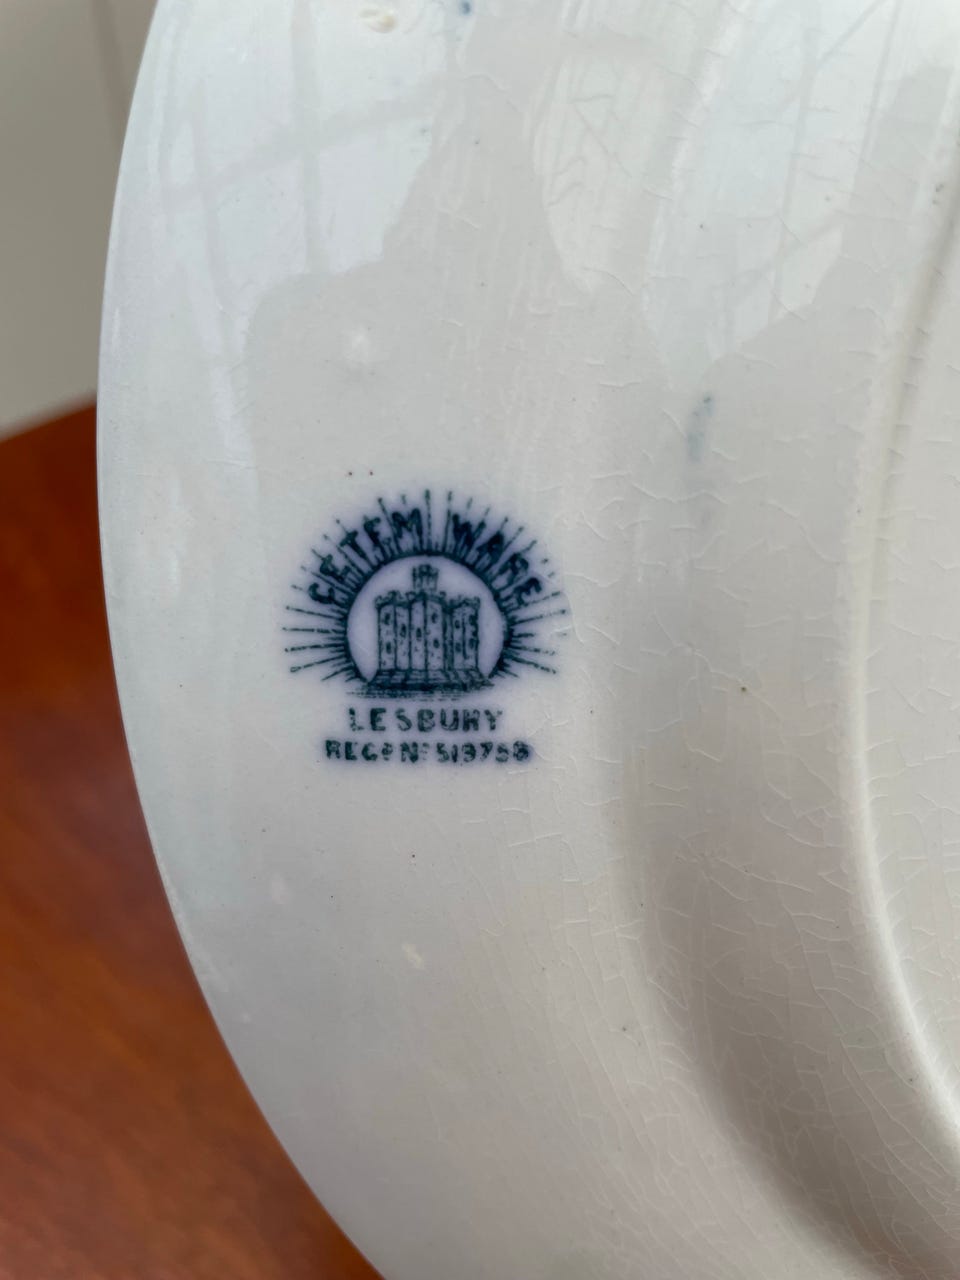 CETEM WARE
LESBURY
REGD No 519758